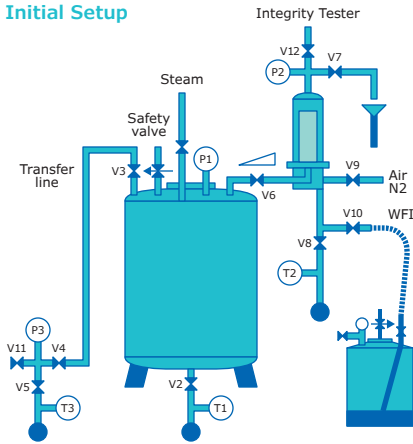 Initial Setup
Integrity Tester
V12
V7
P2
Steam
Safety
valve
P1
V3
Transfer
line
V9
Air
N2
V6
V10
WFI
V8
T2
P3
V11
V4
V5
V2
T3
T1